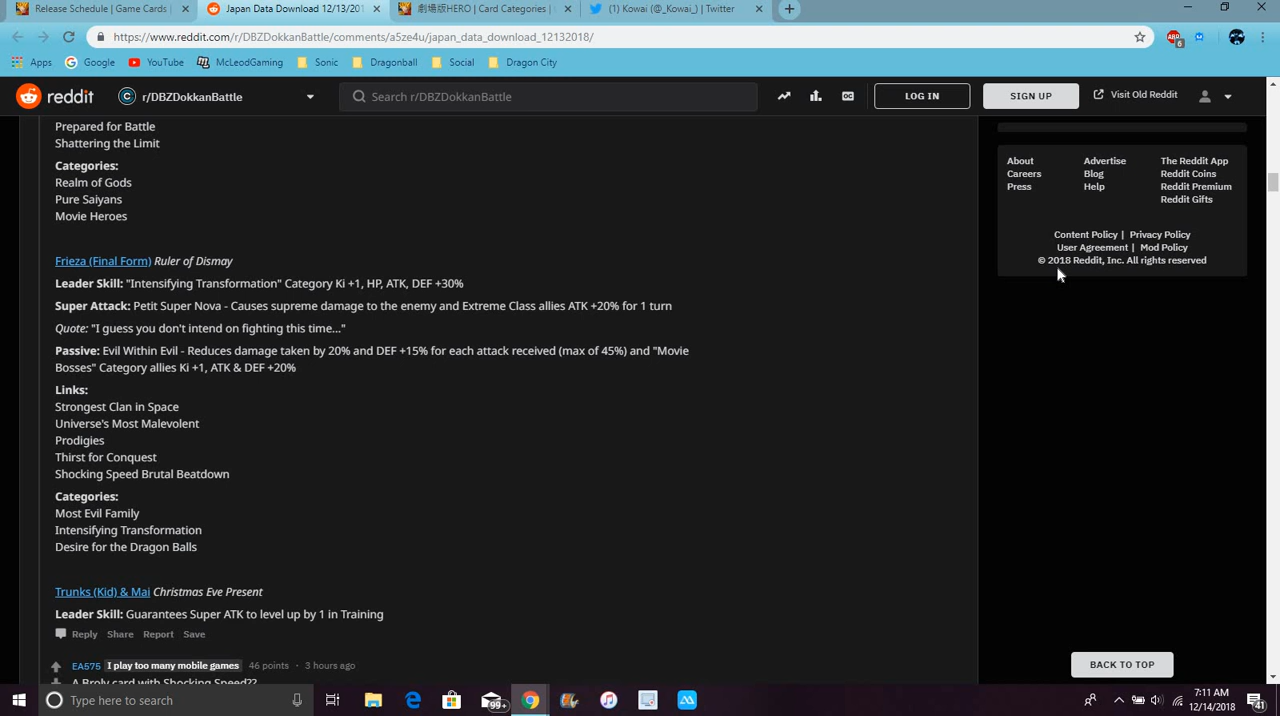 Release Schedule | Game Cards |
Japan Data Download 12/13/201
劇場版HERO | Card Categories |
(1) Kowai (@_Kowai_) | Twitter
https://www.reddit.com/r/DBZDokkanBattle/comments/a5ze4u/japan_data_download_12132018/
6
Apps
Google
YouTube
McLeodGaming
Sonic
Dragonball
Social
Dragon City
reddit
r/DBZDokkanBattle
Search r/DBZDokkanBattle
OC
LOG IN
SIGN UP
Visit Old Reddit
Prepared for Battle
Shattering the Limit
Categories:
Realm of Gods
Pure Saiyans
Movie Heroes
Frieza (Final Form) Ruler of Dismay
Leader Skill: "Intensifying Transformation" Category Ki +1, HP, ATK, DEF +30%
Super Attack: Petit Super Nova - Causes supreme damage to the enemy and Extreme Class allies ATK +20% for 1 turn
Quote: "I guess you don't intend on fighting this time..."
Passive: Evil Within Evil - Reduces damage taken by 20% and DEF +15% for each attack received (max of 45%) and "Movie
Bosses" Category allies Ki +1, ATK & DEF +20%
Links:
Strongest Clan in Space
Universe's Most Malevolent
Prodigies
Thirst for Conquest
Shocking Speed Brutal Beatdown
Categories:
Most Evil Family
Intensifying Transformation
Desire for the Dragon Balls
Trunks (Kid) & Mai Christmas Eve Present
Leader Skill: Guarantees Super ATK to level up by 1 in Training
Reply Share Report Save
EA575 I play too many mobile games 46 points · 3 hours ago
A Broly card with Shocking Speed??
About Advertise The Reddit App
Careers Blog Reddit Coins
Press Help Reddit Premium
Reddit Gifts
Content Policy | Privacy Policy
User Agreement | Mod Policy
© 2018 Reddit, Inc. All rights reserved
BACK TO TOP
Type here to search
99+
7:11 AM
12/14/2018
41